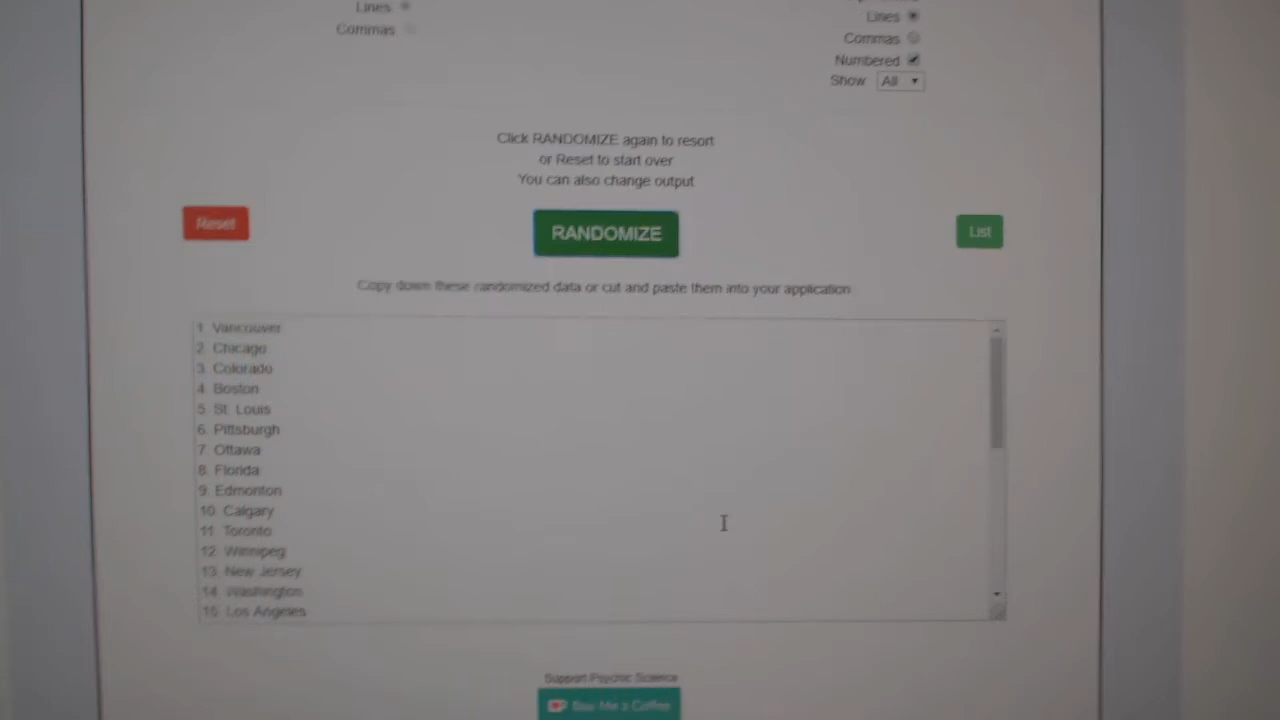 Lines
Commas
Lines
Commas
Numbered
Show All
Click RANDOMIZE again to resort
or Reset to start over
You can also change output
Reset
RANDOMIZE
List
Copy down these randomized data or cut and paste them into your application
1. Vancouver
2. Chicago
3. Colorado
4. Boston
5. St. Louis
6. Pittsburgh
7. Ottawa
8. Florida
9. Edmonton
10. Calgary
11. Toronto
12. Winnipeg
13. New Jersey
14. Washington
15. Los Angeles
Support Psychic Science
Buy Me a Coffee